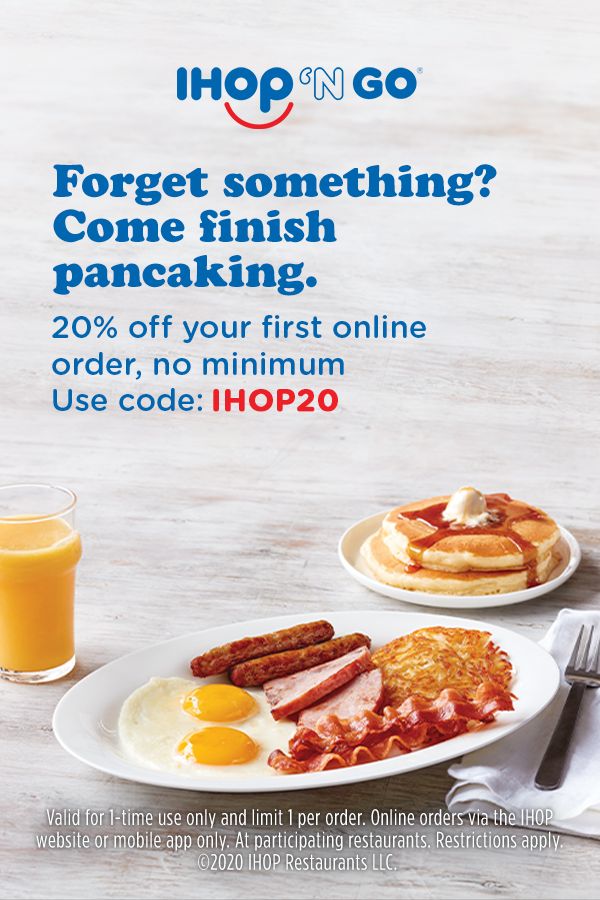 IHOP 'N GO®
Forget something?
Come finish
pancaking.
20% off your first online
order, no minimum
Use code: IHOP20
Valid for 1-time use only and limit 1 per order. Online orders via the IHOP
website or mobile app only. At participating restaurants. Restrictions apply.
©2020 IHOP Restaurants LLC.